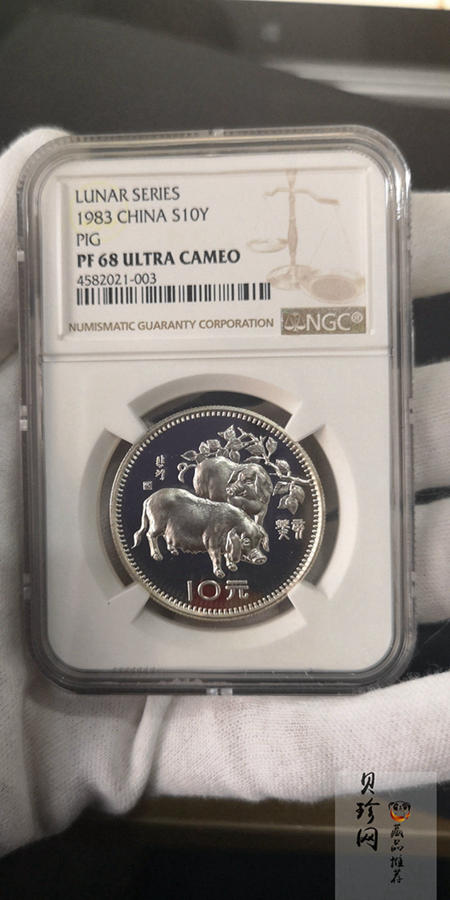 LUNAR SERIES
1983 CHINA S10Y
PIG
PF 68 ULTRA CAMEO
4582021-003
NUMISMATIC GUARANTY CORPORATION
NGC®
10元
贝珍网
藏品推荐